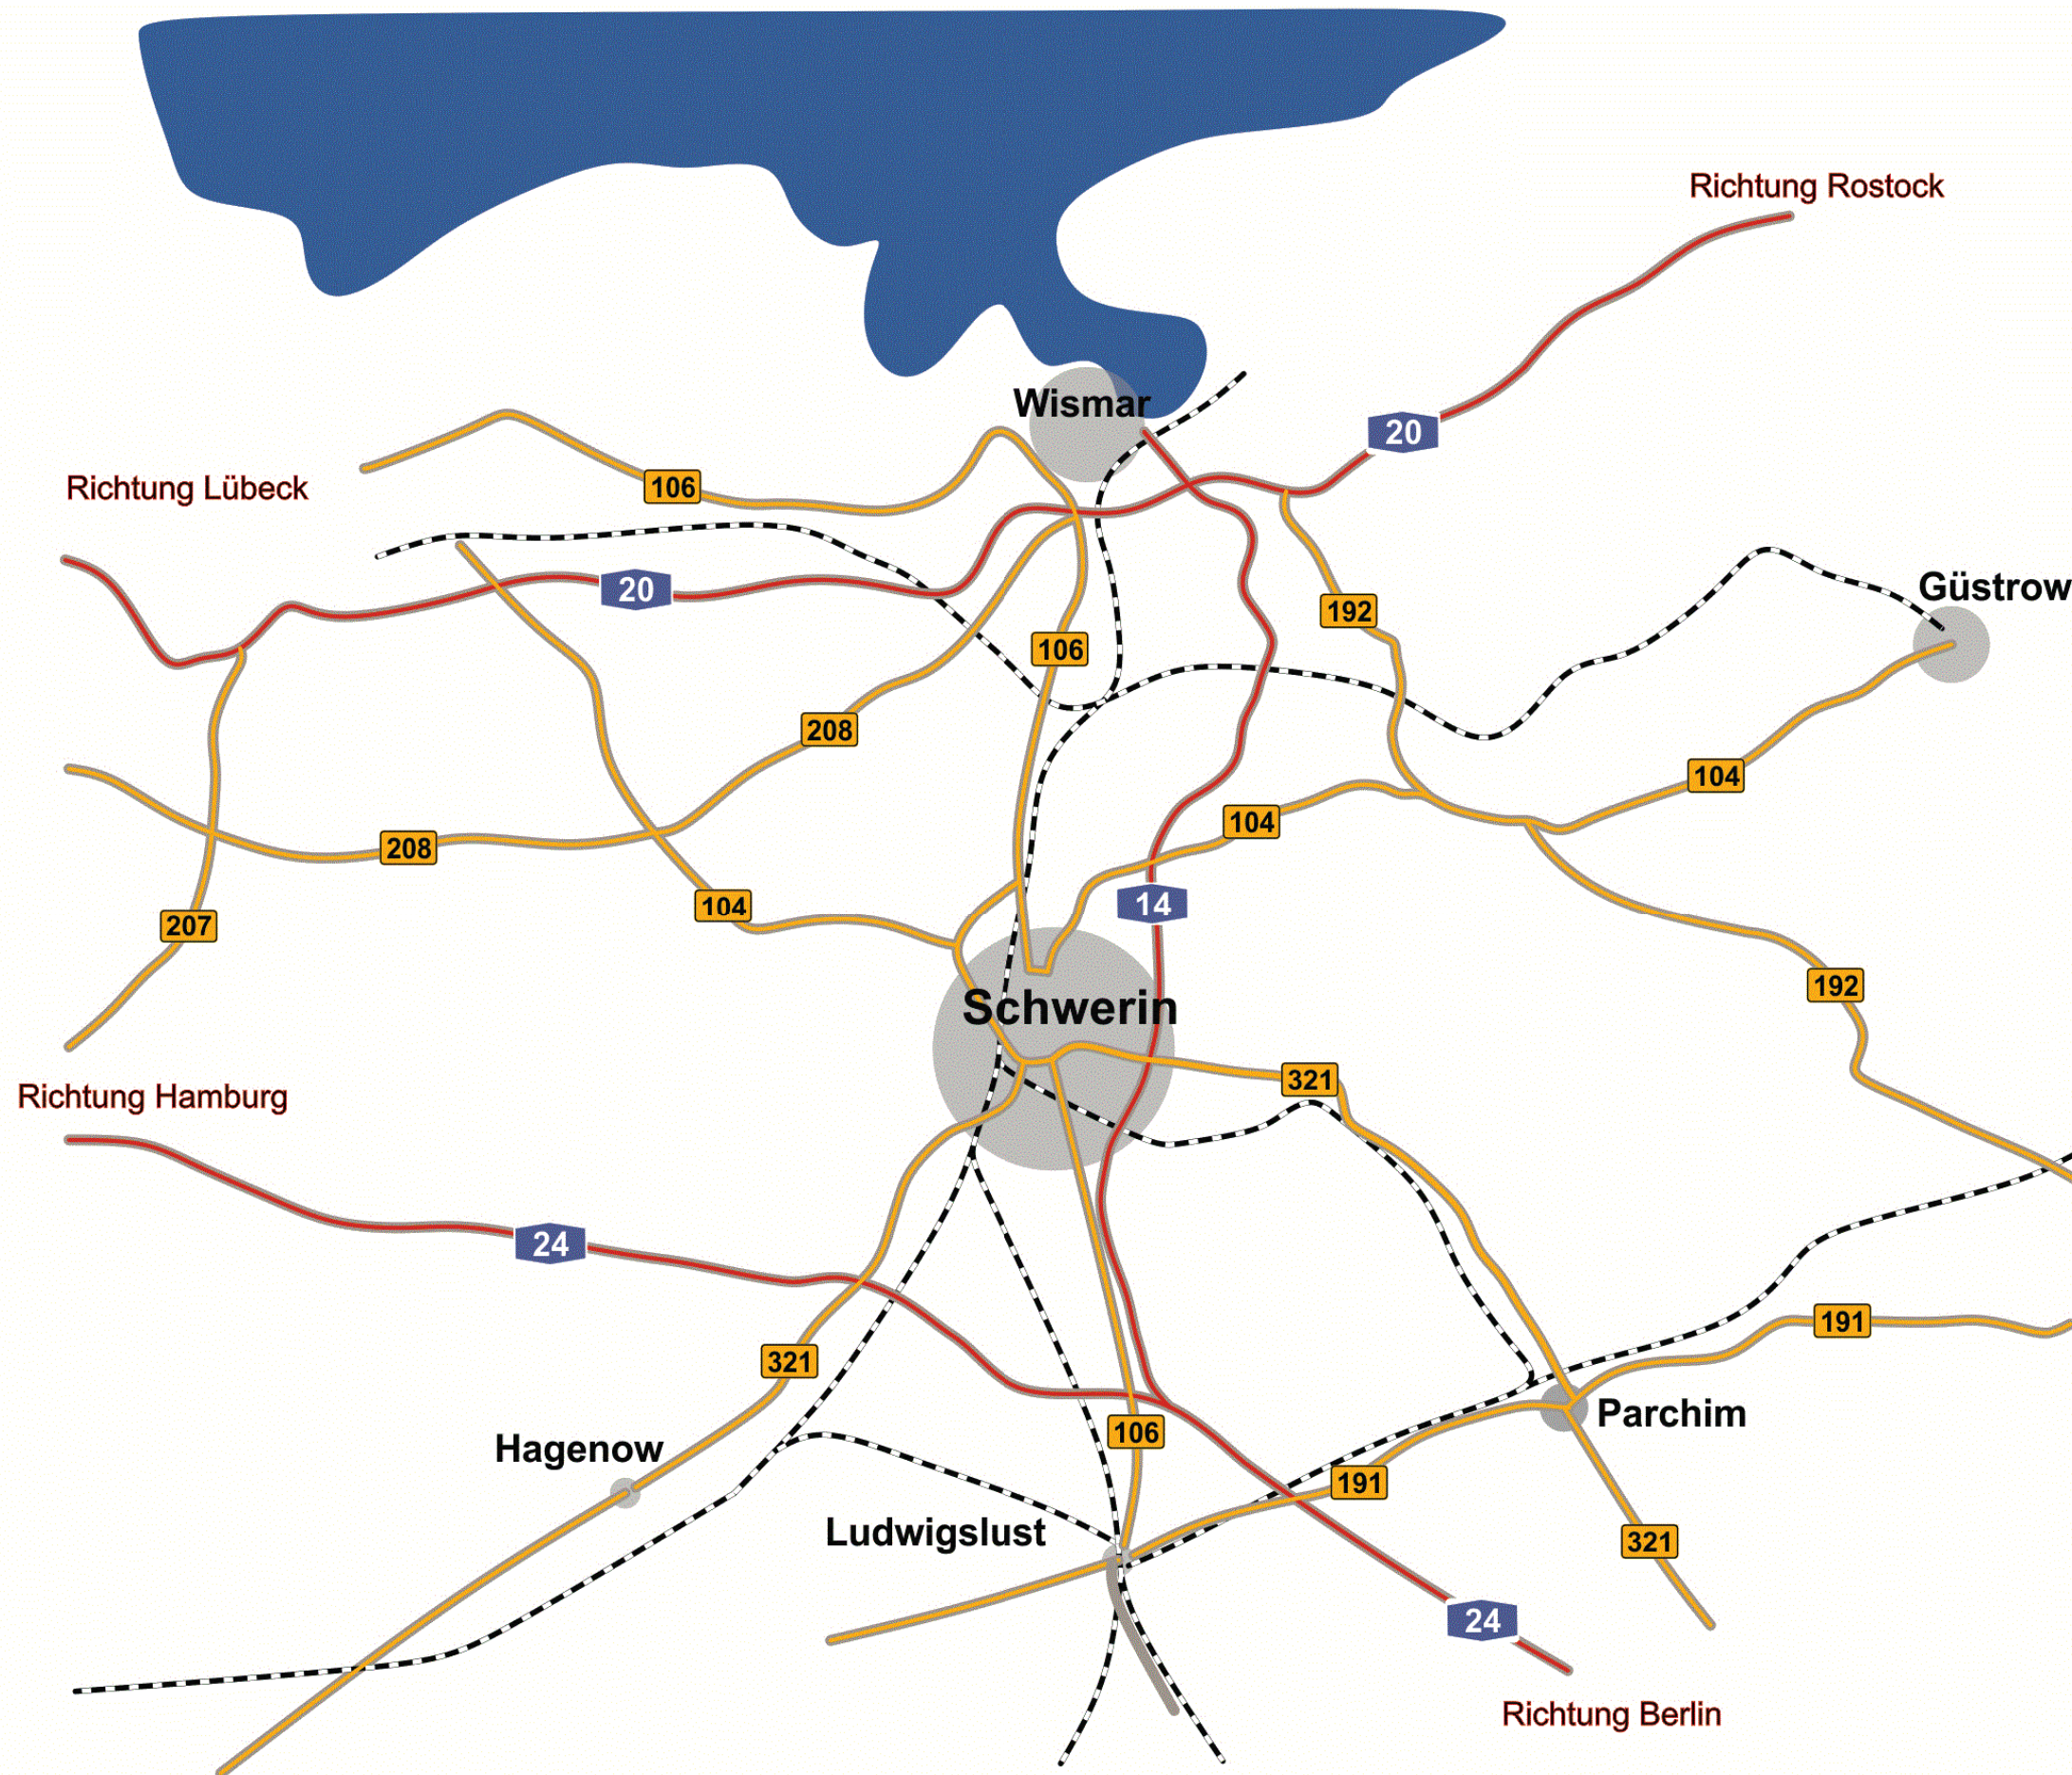 Richtung Rostock
Wismar
20
106
Richtung Lübeck
Güstrow
20
192
106
208
104
104
208
104
14
207
192
Schwerin
321
Richtung Hamburg
24
191
321
Parchim
106
Hagenow
191
Ludwigslust
321
24
Richtung Berlin